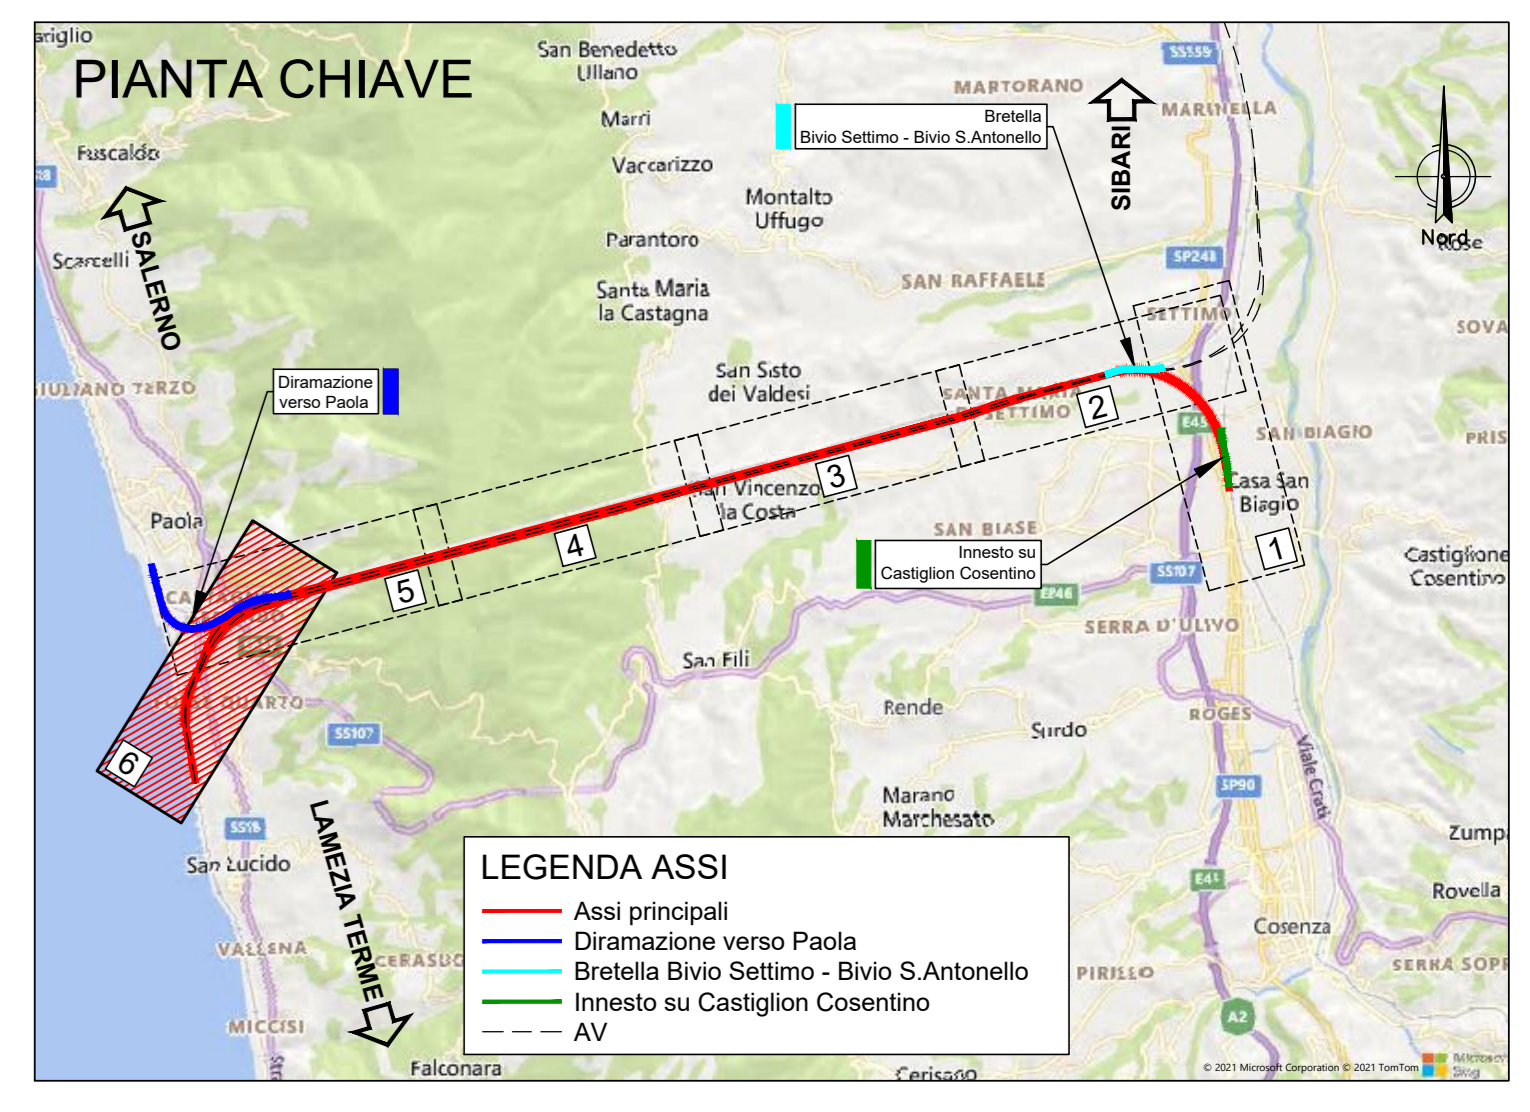 PIANTA CHIAVE
San Benedetto
Ullano
SS559
MARTORANO
MARINELLA
Bretella
Bivio Settimo - Bivio S.Antonello
SIBARI
Marri
Fuscaldo
Vaccarizzo
Montalto
Uffugo
Nord
SALERNO
Parantoro
Scarcelli
SP248
SAN RAFFAELE
Santa Maria
la Castagna
SETTIMO
San Sisto
dei Valdesi
Diramazione
verso Paola
2
SAN BIAGIO
3
San Vincenzo
la Costa
Casa San
Biagio
Paola
SAN BIASE
4
1
Innesto su
Castiglion Cosentino
Castiglione
Cosentino
5
SS107
SERRA D'ULIVO
San Fili
Rende
ROGES
Surdo
SS107
6
Viale Crati
SP90
Marano
Marchesato
LAMEZIA TERME
SS18
San Lucido
Rovella
Cosenza
VALLENA
PIRILLO
A2
MICCISI
Falconara
Cerisano
LEGENDA ASSI
Assi principali
Diramazione verso Paola
Bretella Bivio Settimo - Bivio S.Antonello
Innesto su Castiglion Cosentino
AV
© 2021 Microsoft Corporation © 2021 TomTom